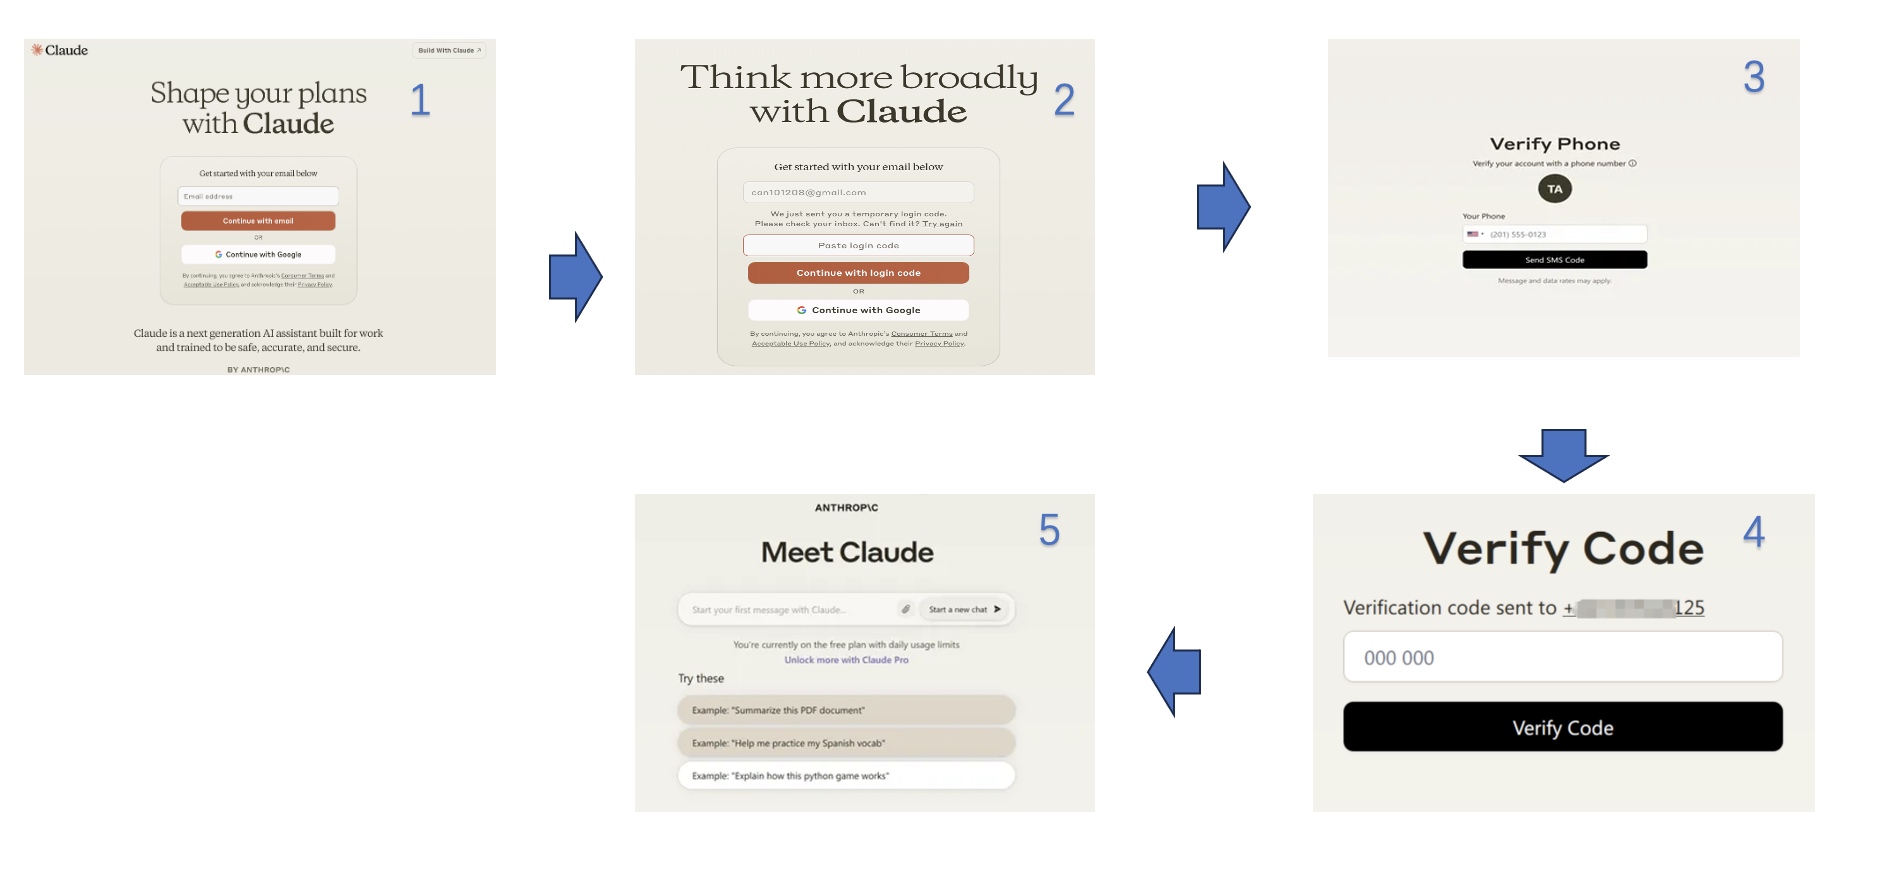 Claude
Build With Claude ↗
Shape your plans
with Claude
1
Get started with your email below
Email address
Continue with email
OR
Continue with Google
By continuing, you agree to Anthropic's Consumer Terms and
Acceptable Use Policy, and acknowledge their Privacy Policy.
Claude is a next generation AI assistant built for work
and trained to be safe, accurate, and secure.
BY ANTHROP\C
Think more broadly
with Claude
2
Get started with your email below
can101208@gmail.com
We just sent you a temporary login code.
Please check your inbox. Can't find it? Try again
Paste login code
Continue with login code
OR
Continue with Google
By continuing, you agree to Anthropic's Consumer Terms and
Acceptable Use Policy, and acknowledge their Privacy Policy.
3
Verify Phone
Verify your account with a phone number
TA
Your Phone
(201) 555-0123
Send SMS Code
Message and data rates may apply.
4
Verify Code
Verification code sent to + 125
000 000
Verify Code
ANTHROP\C
5
Meet Claude
Start your first message with Claude...
Start a new chat
You're currently on the free plan with daily usage limits
Unlock more with Claude Pro
Try these
Example: "Summarize this PDF document"
Example: "Help me practice my Spanish vocab"
Example: "Explain how this python game works"